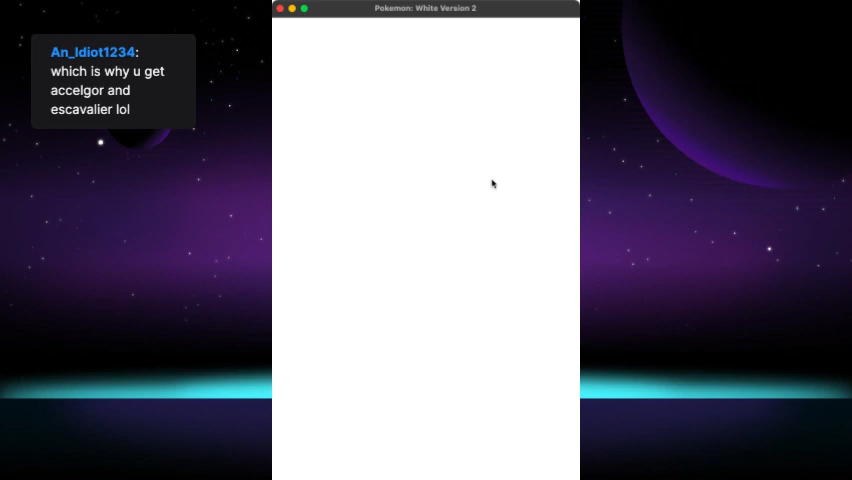 Pokemon: White Version 2
An_Idiot1234:
which is why u get
accelgor and
escavalier lol